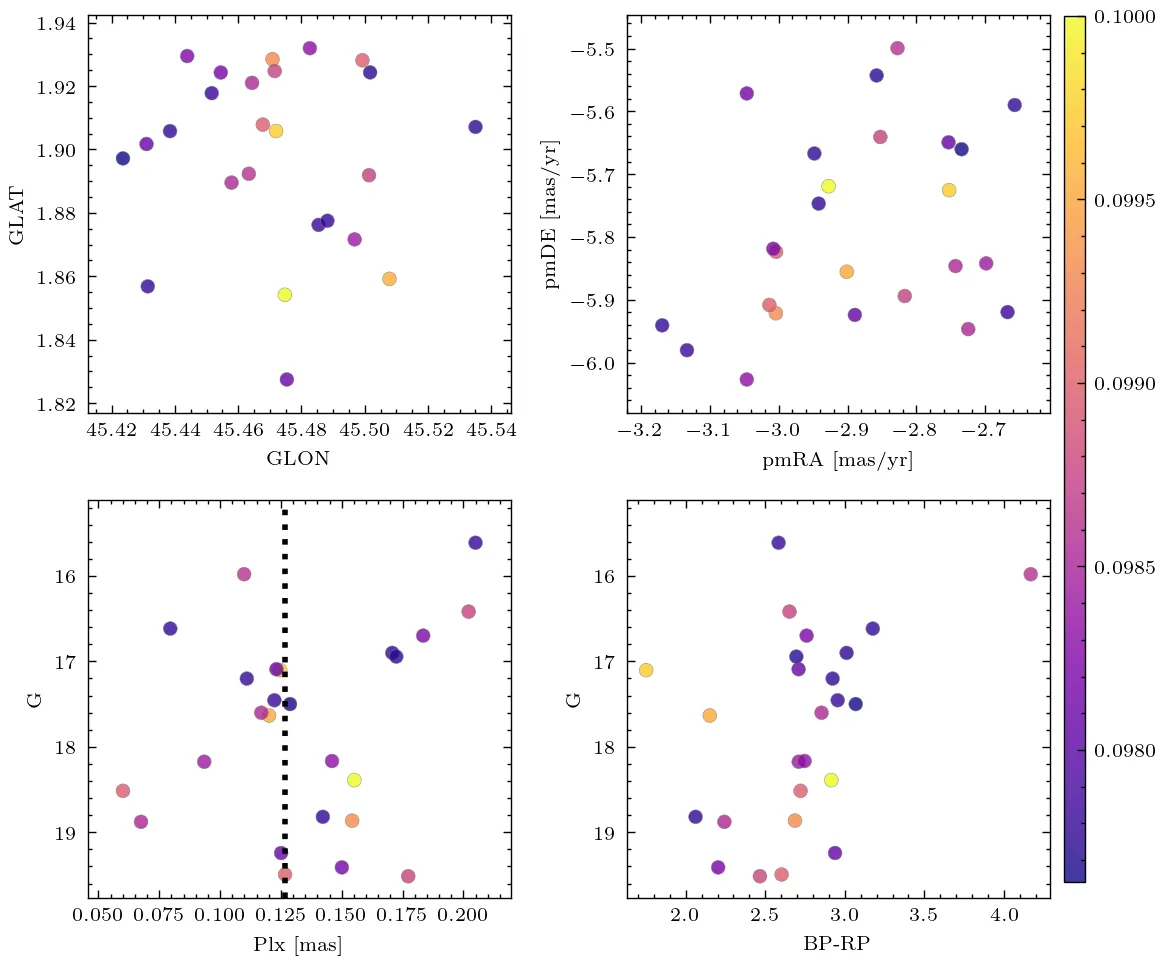 1.94
1.92
1.90
1.88
1.86
1.84
1.82
GLAT
45.42 45.44 45.46 45.48 45.50 45.52 45.54
GLON
−5.5
−5.6
−5.7
−5.8
−5.9
−6.0
pmDE [mas/yr]
−3.2 −3.1 −3.0 −2.9 −2.8 −2.7
pmRA [mas/yr]
0.1000
0.0995
0.0990
0.0985
0.0980
16
17
18
19
G
0.050 0.075 0.100 0.125 0.150 0.175 0.200
Plx [mas]
16
17
18
19
G
2.0 2.5 3.0 3.5 4.0
BP-RP